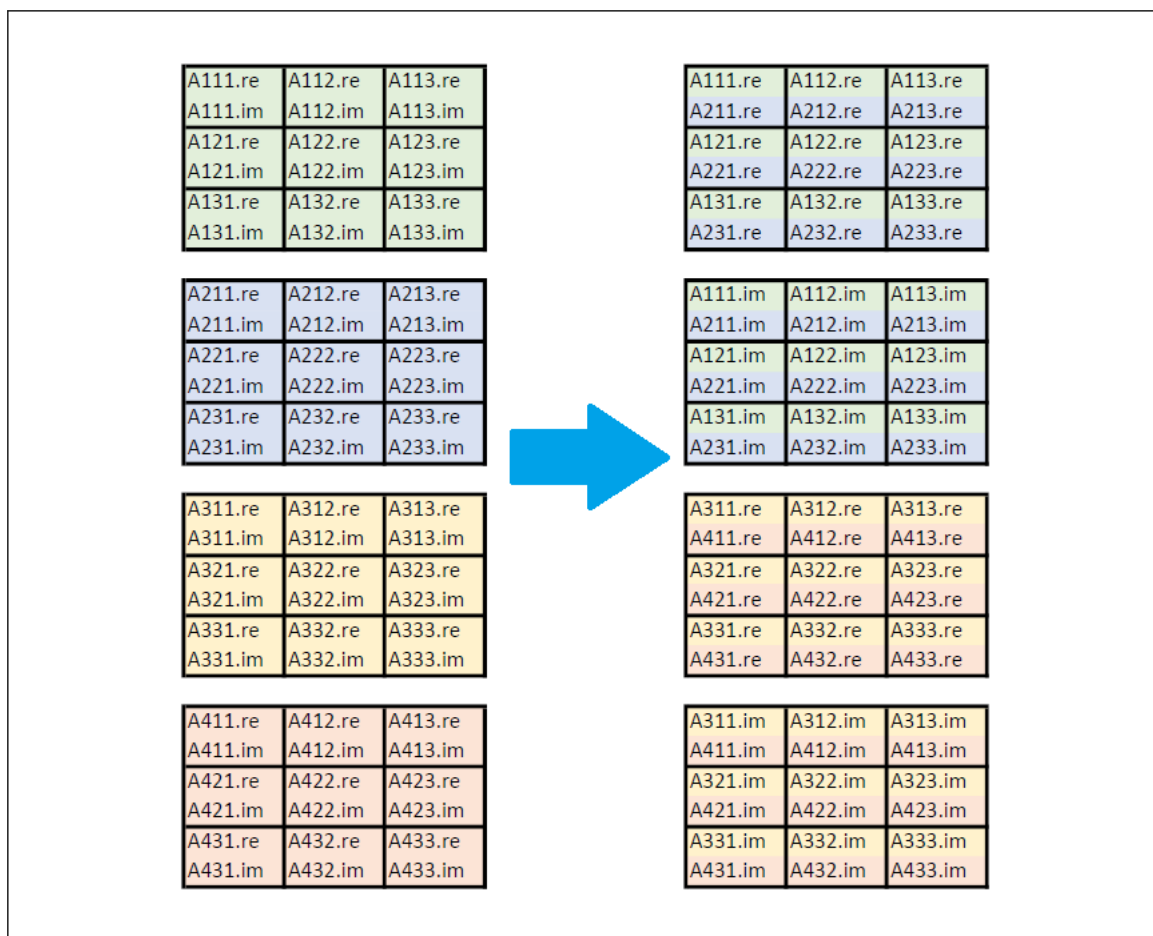 A111.re A112.re A113.re
A111.im A112.im A113.im
A121.re A122.re A123.re
A121.im A122.im A123.im
A131.re A132.re A133.re
A131.im A132.im A133.im
A211.re A212.re A213.re
A211.im A212.im A213.im
A221.re A222.re A223.re
A221.im A222.im A223.im
A231.re A232.re A233.re
A231.im A232.im A233.im
A311.re A312.re A313.re
A311.im A312.im A313.im
A321.re A322.re A323.re
A321.im A322.im A323.im
A331.re A332.re A333.re
A331.im A332.im A333.im
A411.re A412.re A413.re
A411.im A412.im A413.im
A421.re A422.re A423.re
A421.im A422.im A423.im
A431.re A432.re A433.re
A431.im A432.im A433.im
A111.re A112.re A113.re
A211.re A212.re A213.re
A121.re A122.re A123.re
A221.re A222.re A223.re
A131.re A132.re A133.re
A231.re A232.re A233.re
A111.im A112.im A113.im
A211.im A212.im A213.im
A121.im A122.im A123.im
A221.im A222.im A223.im
A131.im A132.im A133.im
A231.im A232.im A233.im
A311.re A312.re A313.re
A411.re A412.re A413.re
A321.re A322.re A323.re
A421.re A422.re A423.re
A331.re A332.re A333.re
A431.re A432.re A433.re
A311.im A312.im A313.im
A411.im A412.im A413.im
A321.im A322.im A323.im
A421.im A422.im A423.im
A331.im A332.im A333.im
A431.im A432.im A433.im